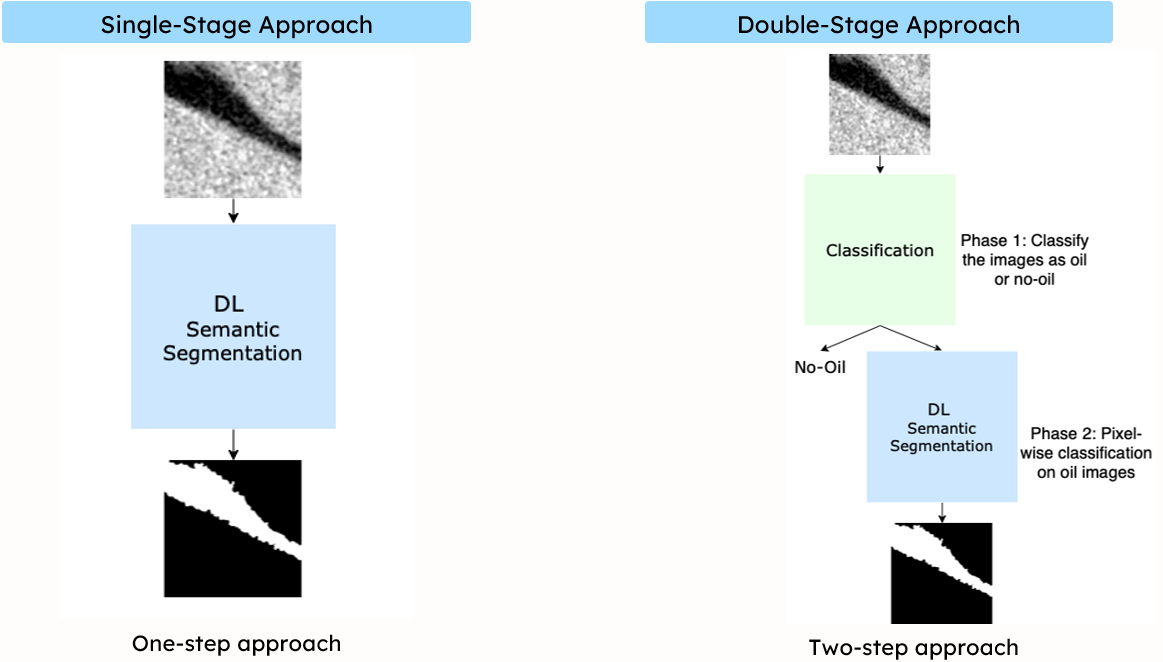 Single-Stage Approach
DL
Semantic
Segmentation
One-step approach
Double-Stage Approach
Classification
Phase 1: Classify
the images as oil
or no-oil
No-Oil
DL
Semantic
Segmentation
Phase 2: Pixel-
wise classification
on oil images
Two-step approach